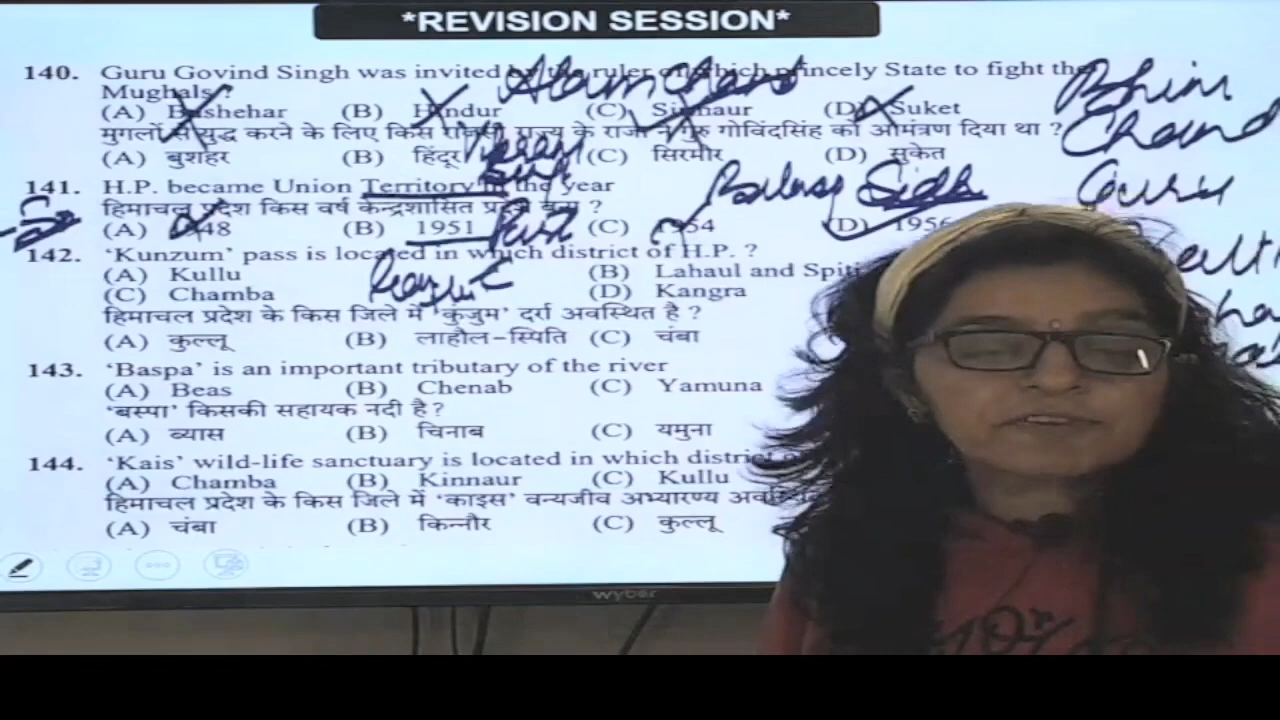 *REVISION SESSION*
140. Guru Govind Singh was invited by the ruler of which princely State to fight the
Mughals ?
(A) Bushehar (B) Hindur (C) Sirmaur (D) Suket
मुगलों से युद्ध करने के लिए किस राज्य के राजा ने गुरु गोविंदसिंह को आमंत्रण दिया था ?
(A) बुशहर (B) हिंदूर (C) सिरमौर (D) सुकेत
Alam Chand
Bhim
Chand
Guru
141. H.P. became Union Territory in the year
हिमाचल प्रदेश किस वर्ष केन्द्रशासित बना ?
(A) 1948 (B) 1951 (C) 1954 (D) 1956
142. ‘Kunzum’ pass is located in which district of H.P. ?
(A) Kullu (B) Lahaul and Spiti
(C) Chamba (D) Kangra
हिमाचल प्रदेश के किस जिले में ‘कुंजुम’ दर्रा अवस्थित है ?
(A) कुल्लू (B) लाहौल-स्पिति (C) चंबा
143. ‘Baspa’ is an important tributary of the river
(A) Beas (B) Chenab (C) Yamuna
‘बस्पा’ किसकी सहायक नदी है ?
(A) ब्यास (B) चिनाब (C) यमुना
144. ‘Kais’ wild-life sanctuary is located in which district
(A) Chamba (B) Kinnaur (C) Kullu
हिमाचल प्रदेश के किस जिले में ‘काइस’ वन्यजीव अभ्यारण्य
(A) चंबा (B) किन्नौर (C) कुल्लू
wyber